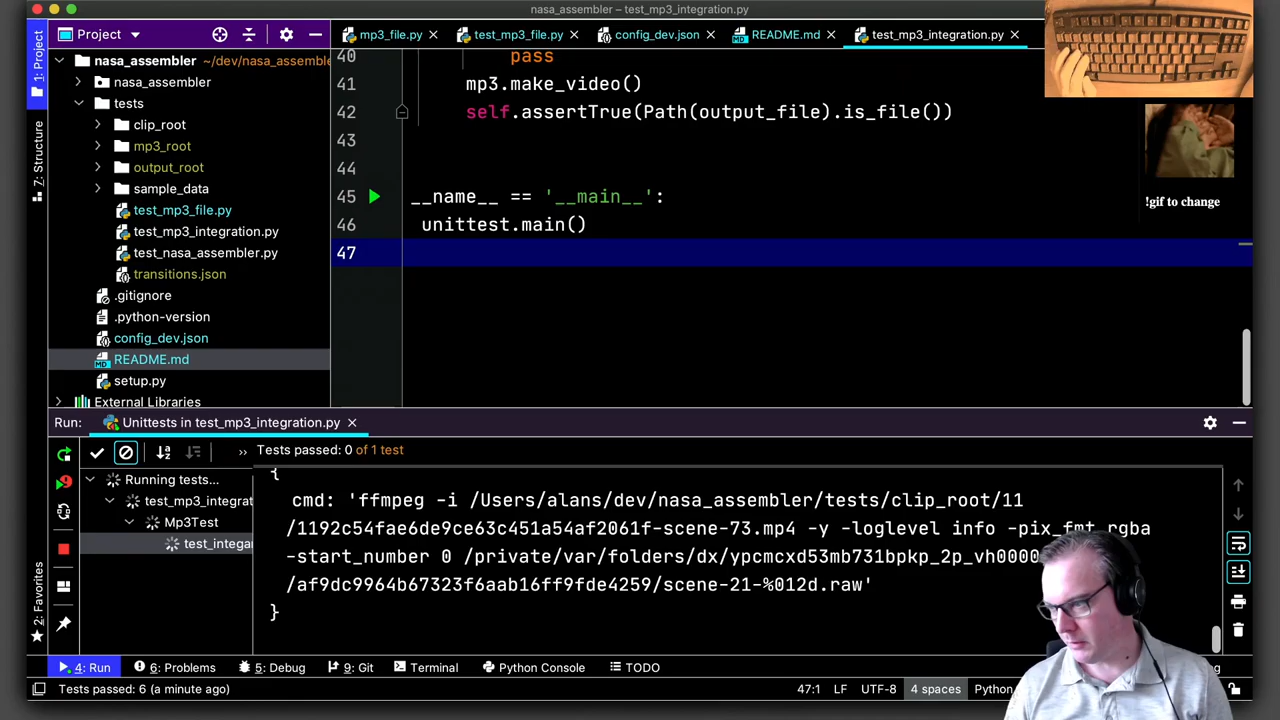 nasa_assembler – test_mp3_integration.py
Project
mp3_file.py
test_mp3_file.py
config_dev.json
README.md
test_mp3_integration.py
1: Project
7: Structure
2: Favorites
nasa_assembler ~/dev/nasa_assemble
nasa_assembler
tests
clip_root
mp3_root
output_root
sample_data
test_mp3_file.py
test_mp3_integration.py
test_nasa_assembler.py
transitions.json
.gitignore
.python-version
config_dev.json
README.md
setup.py
External Libraries
40 pass
41 mp3.make_video()
42 self.assertTrue(Path(output_file).is_file())
43
44
45 __name__ == '__main__':
46 unittest.main()
47
!gif to change
Run: Unittests in test_mp3_integration.py
Tests passed: 0 of 1 test
Running tests...
test_mp3_integrat
Mp3Test
test_integar
{
cmd: 'ffmpeg -i /Users/alans/dev/nasa_assembler/tests/clip_root/11
/1192c54fae6de9ce63c451a54af2061f-scene-73.mp4 -y -loglevel info -pix_fmt rgba
-start_number 0 /private/var/folders/dx/ypcmcxd53mb731bpkp_2p_vh0000
/af9dc9964b67323f6aab16ff9fde4259/scene-21-%012d.raw'
}
4: Run
6: Problems
5: Debug
9: Git
Terminal
Python Console
TODO
Tests passed: 6 (a minute ago)
47:1
LF
UTF-8
4 spaces
Python